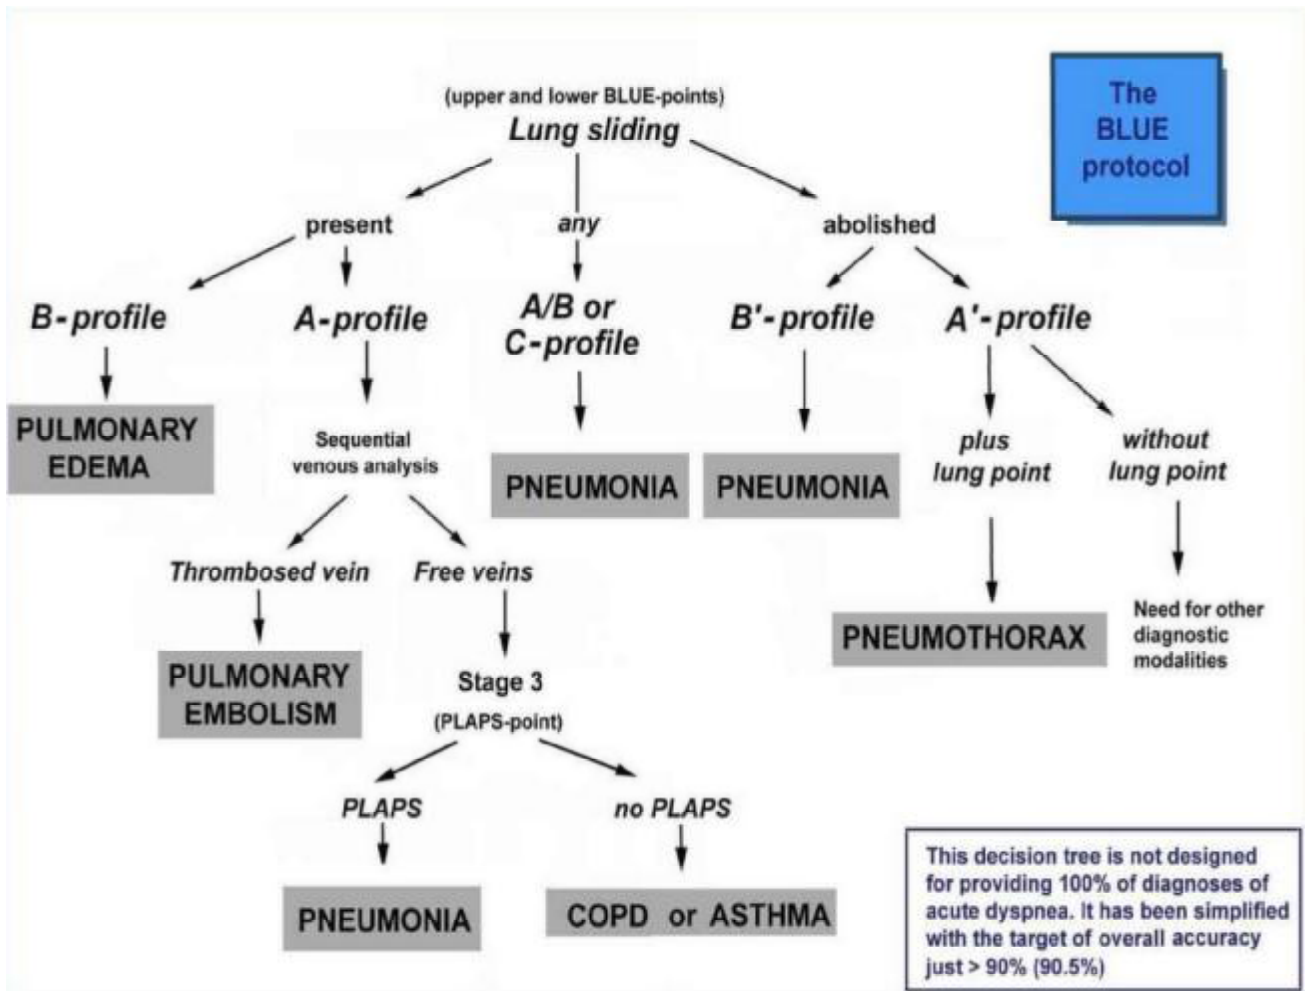 The
BLUE
protocol
(upper and lower BLUE-points)
Lung sliding
present
any
abolished
B-profile
A-profile
A/B or
C-profile
B'-profile
A'-profile
PULMONARY
EDEMA
Sequential
venous analysis
PNEUMONIA
PNEUMONIA
plus
lung point
without
lung point
Thrombosed vein
Free veins
PULMONARY
EMBOLISM
Stage 3
(PLAPS-point)
PNEUMOTHORAX
Need for other
diagnostic
modalities
PLAPS
no PLAPS
PNEUMONIA
COPD or ASTHMA
This decision tree is not designed
for providing 100% of diagnoses of
acute dyspnea. It has been simplified
with the target of overall accuracy
just > 90% (90.5%)